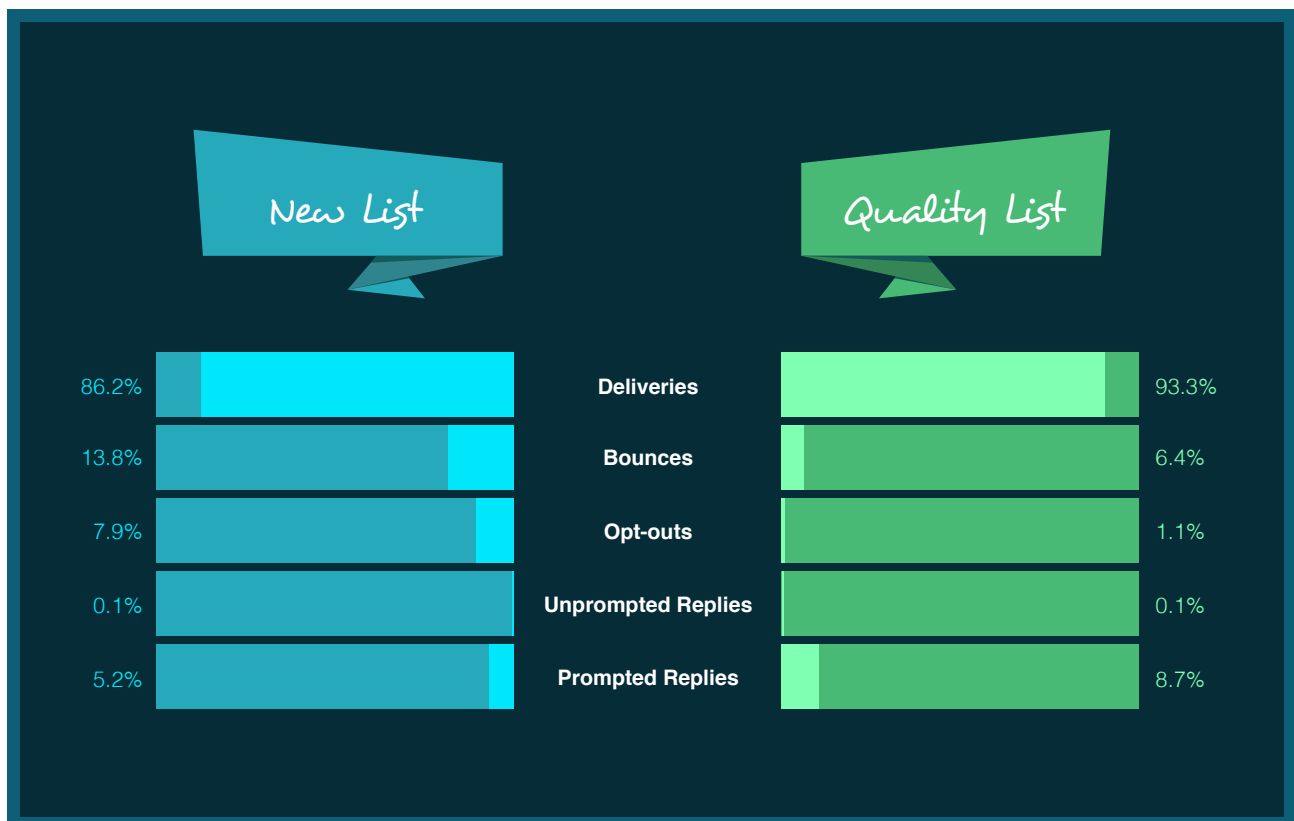 New List
Quality List
86.2% Deliveries 93.3%
13.8% Bounces 6.4%
7.9% Opt-outs 1.1%
0.1% Unprompted Replies 0.1%
5.2% Prompted Replies 8.7%